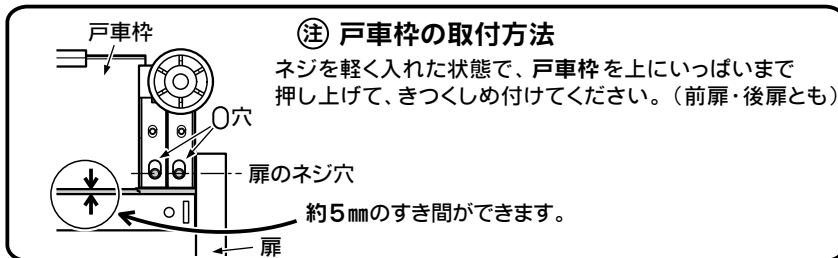 戸車枠
注 戸車枠の取付方法
ネジを軽く入れた状態で、戸車枠を上にいっぱいまで
押し上げて、きつくしめ付けてください。（前扉・後扉とも）
0穴
扉のネジ穴
約5㎜のすき間ができます。
扉